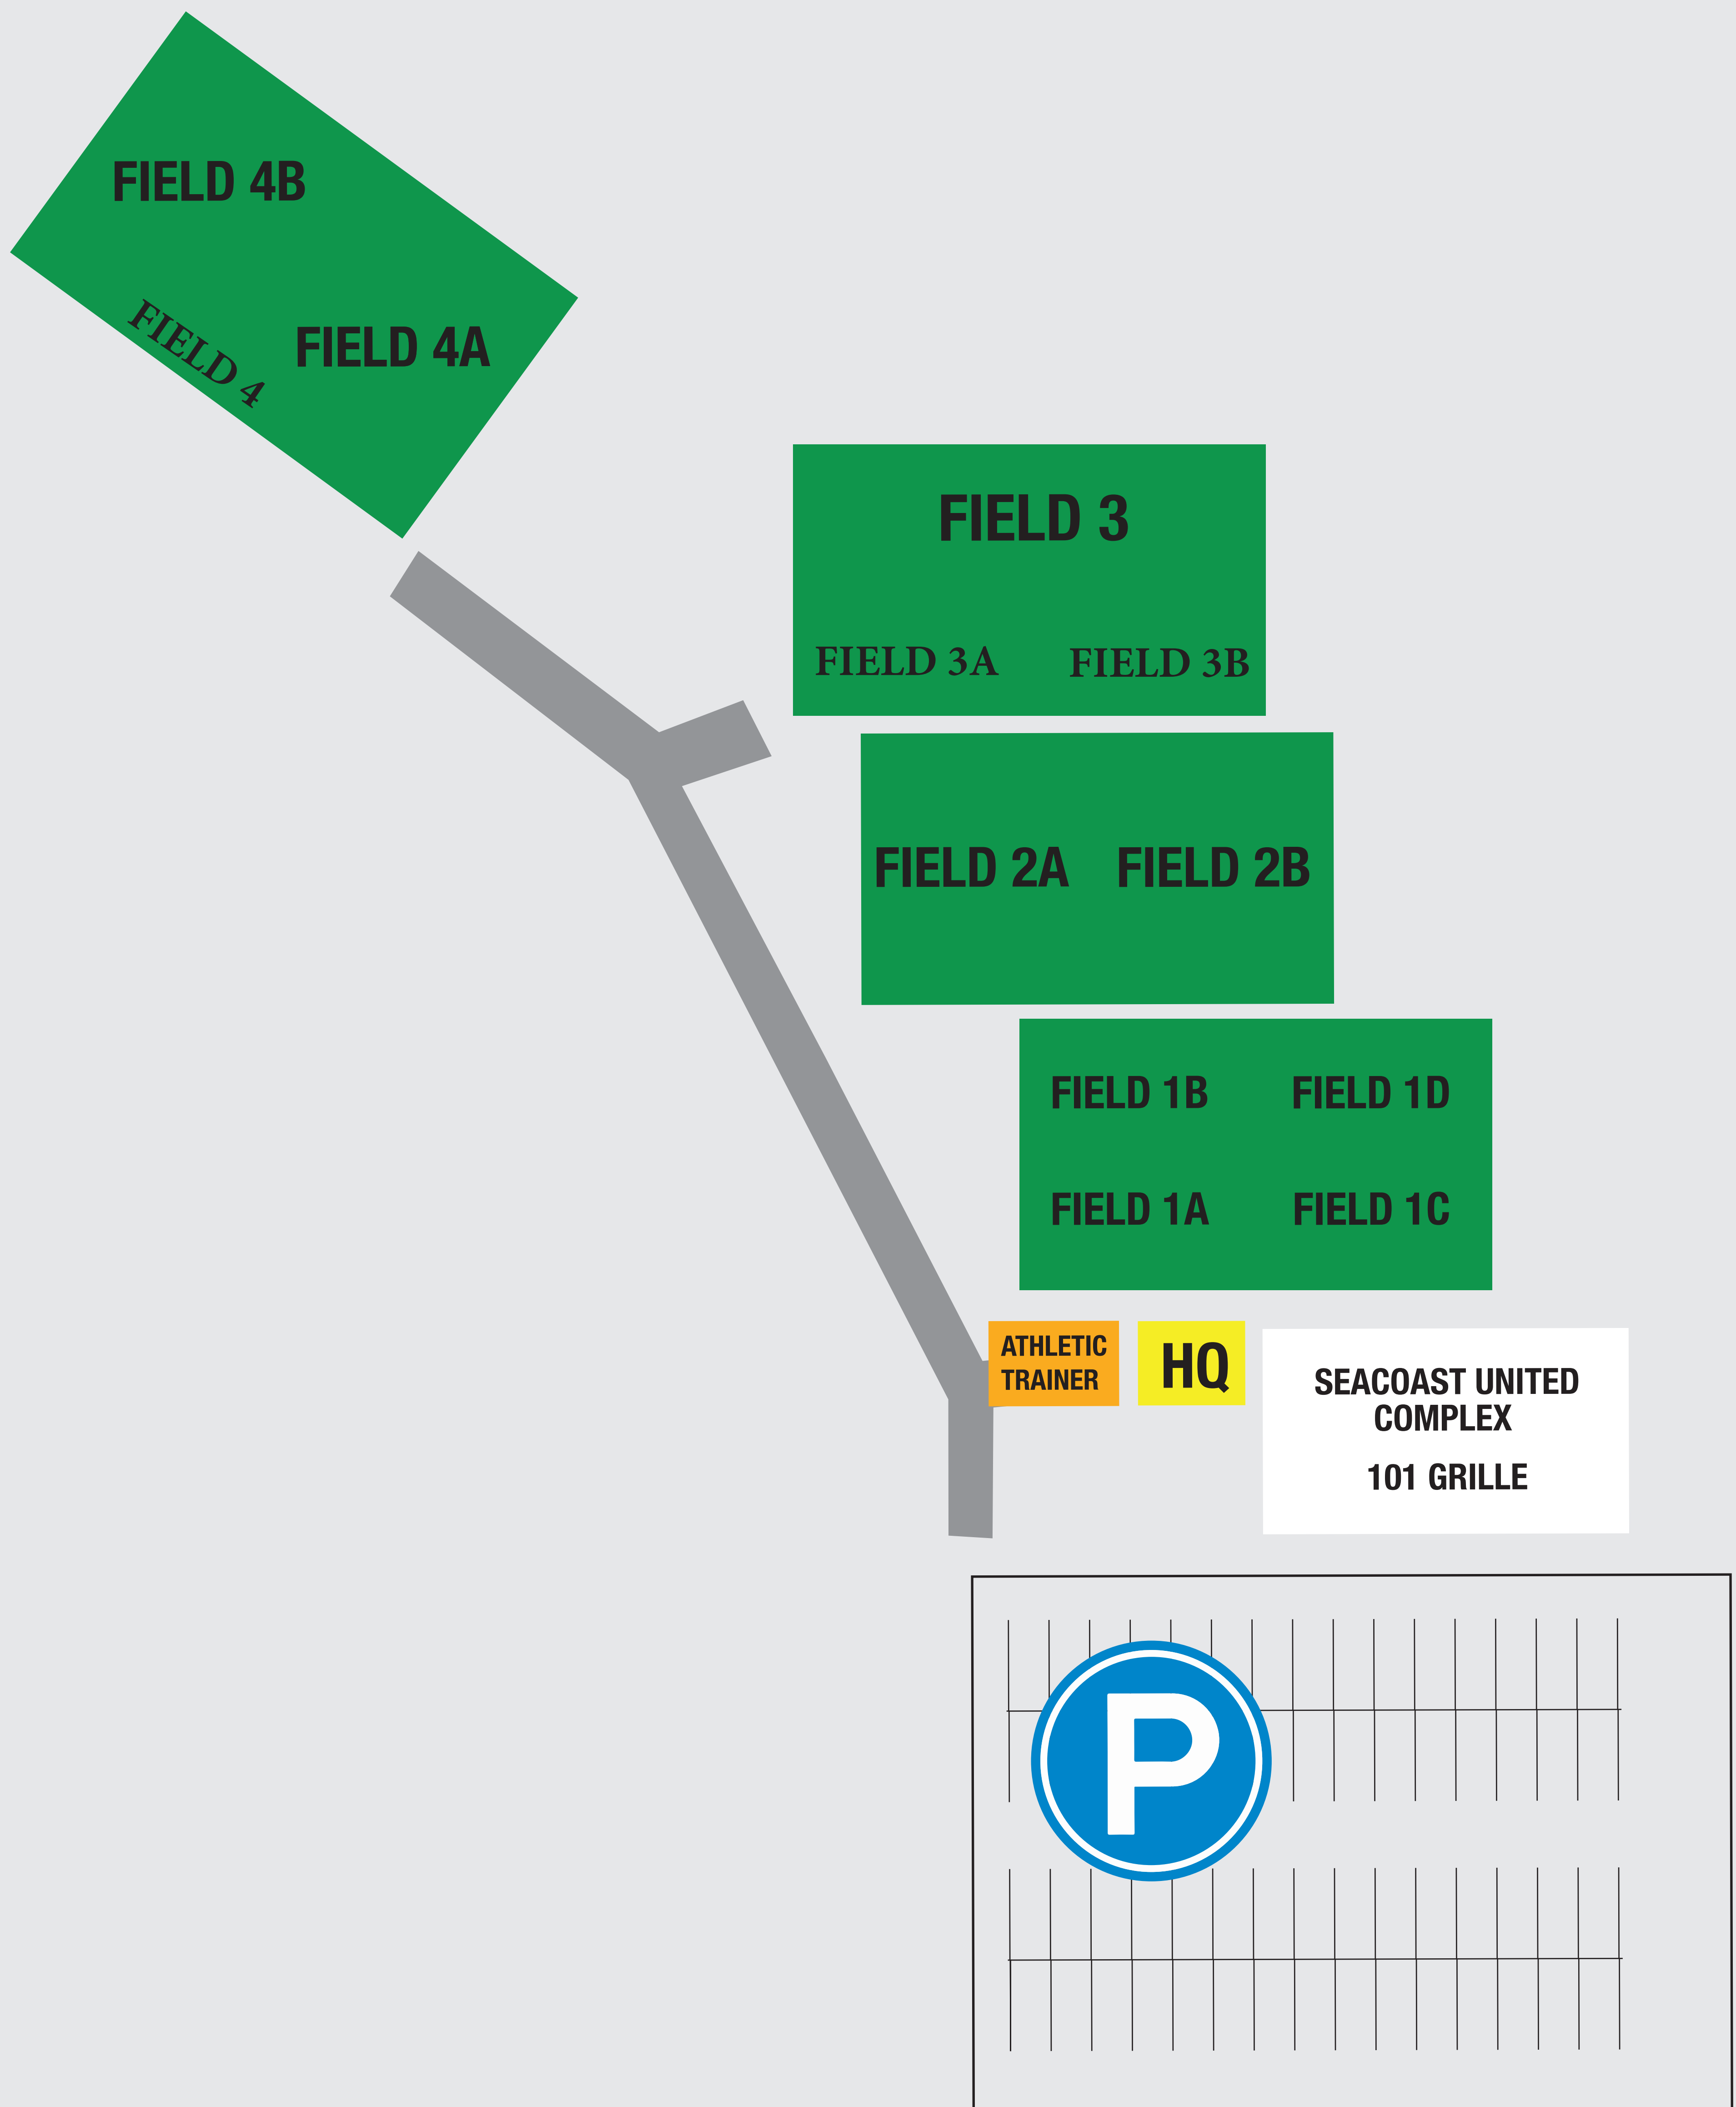 FIELD 4B
FIELD 4A
FIELD 4
FIELD 3
FIELD 3A
FIELD 3B
FIELD 2A
FIELD 2B
FIELD 1B
FIELD 1D
FIELD 1A
FIELD 1C
ATHLETIC
TRAINER
HQ
SEACOAST UNITED
COMPLEX
101 GRILLE
P